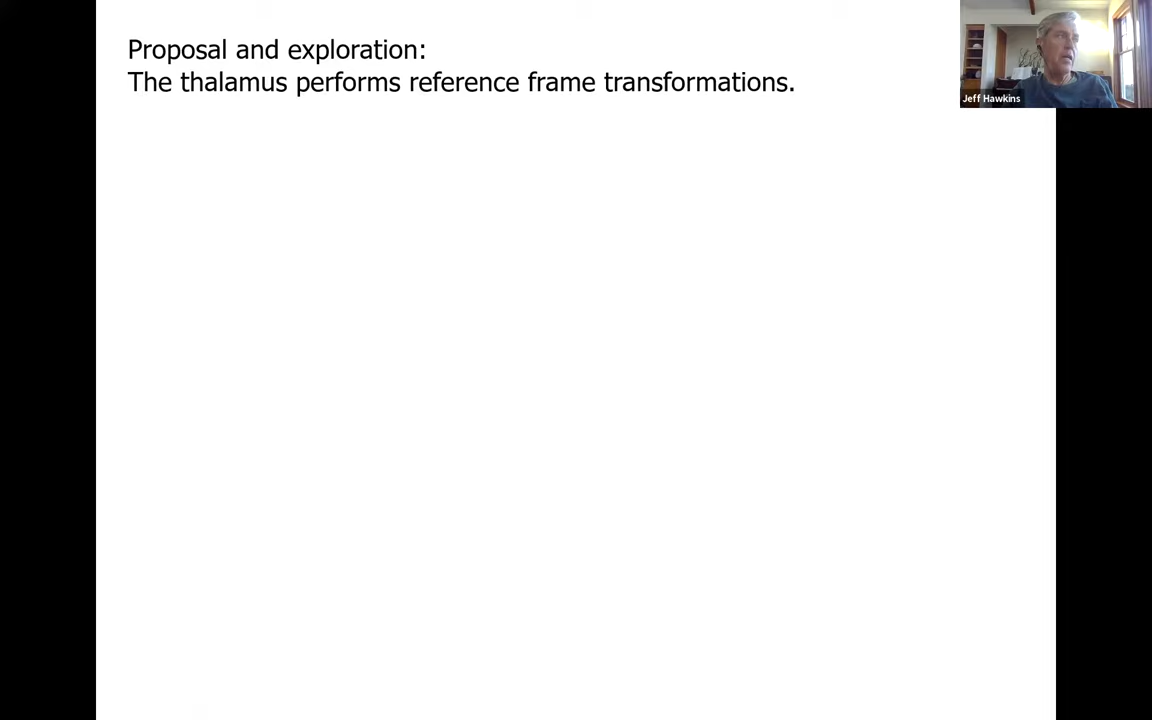 Proposal and exploration:
The thalamus performs reference frame transformations.
Jeff Hawkins